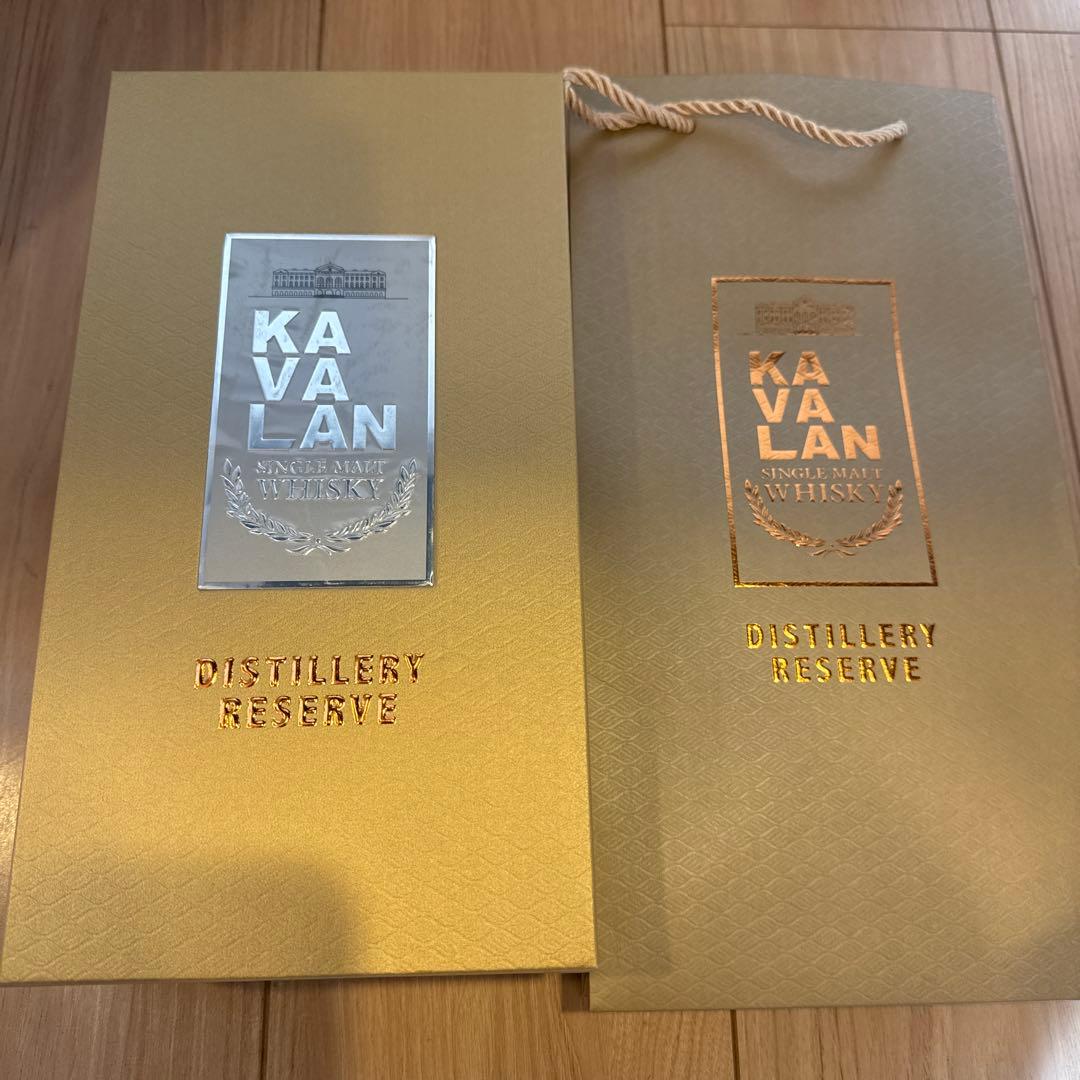 KA
VA
LAN
SINGLE MALT
WHISKY
DISTILLERY
RESERVE
KA
VA
LAN
SINGLE MALT
WHISKY
DISTILLERY
RESERVE